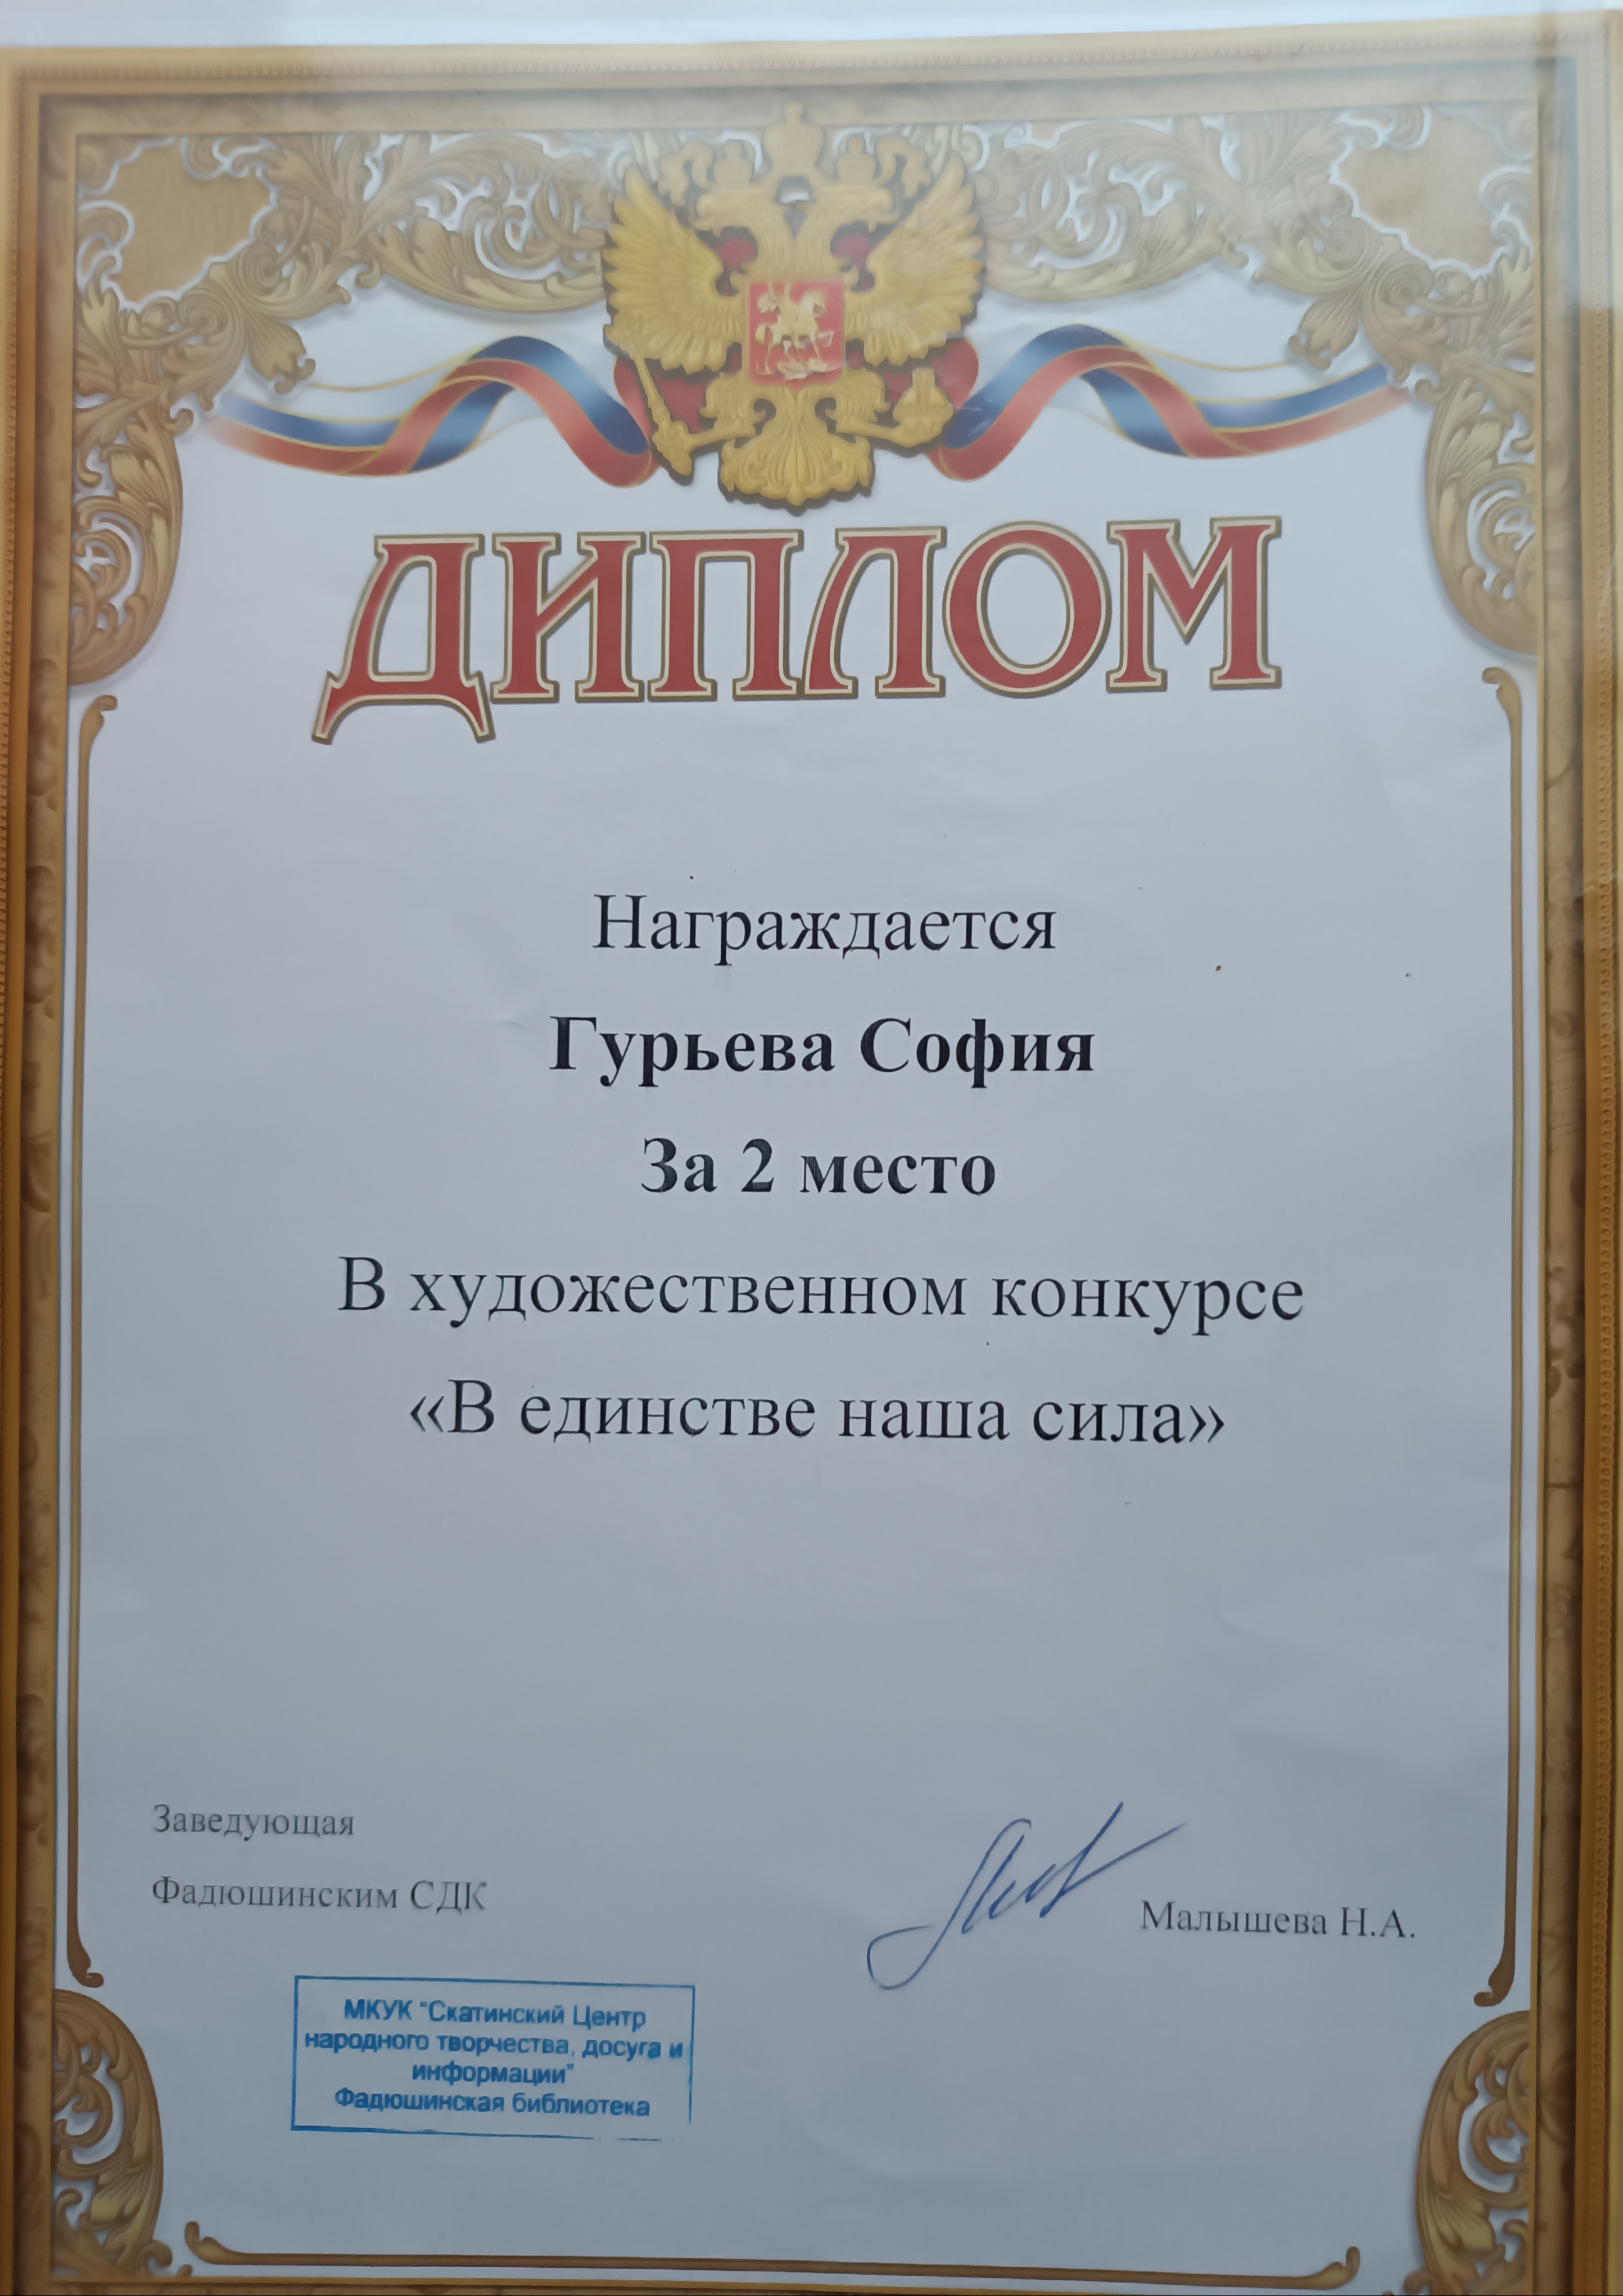 ДИПЛОМ
Награждается
Гурьева София
За 2 место
В художественном конкурсе
«В единстве наша сила»
Заведующая
Фадюшинским СДК
Малышева Н.А.
МКУК "Скатинский Центр
народного творчества, досуга и
информации"
Фадюшинская библиотека